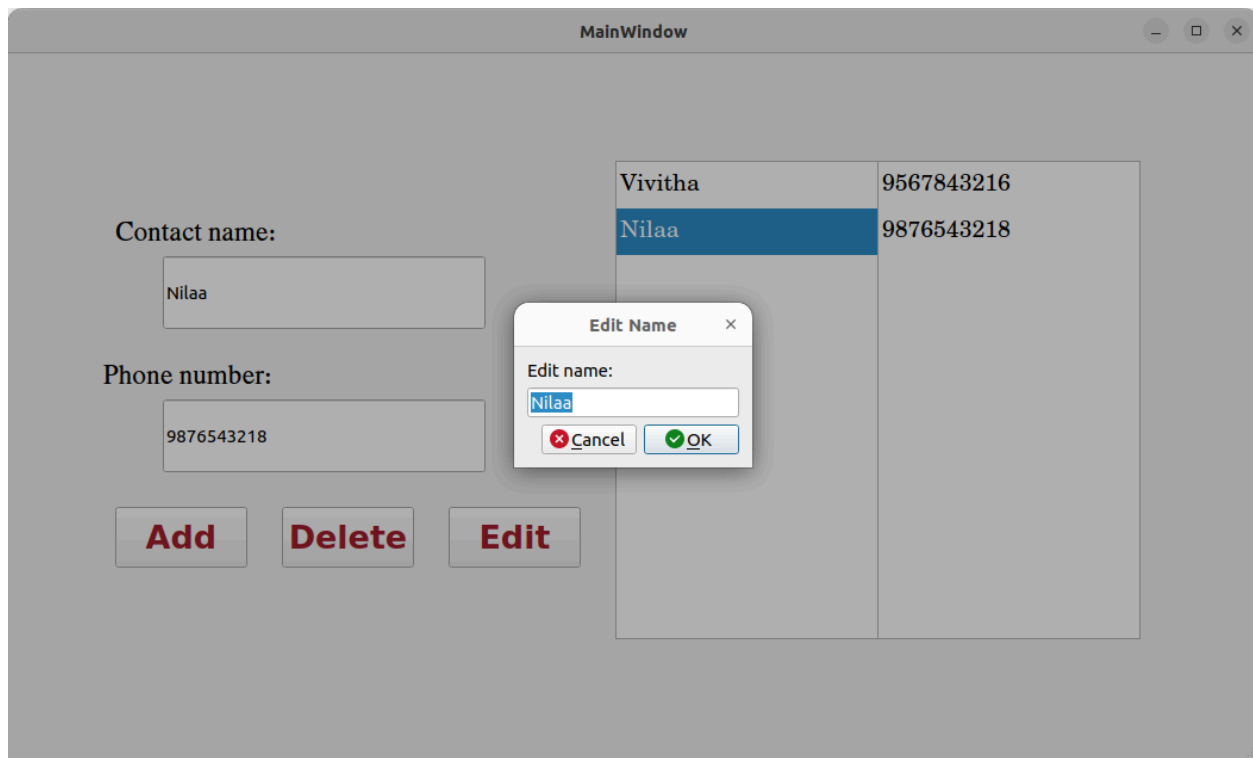 MainWindow
Contact name:
Nilaa
Phone number:
9876543218
Add Delete Edit
Vivitha 9567843216
Nilaa 9876543218
Edit Name
Edit name:
Nilaa
Cancel OK